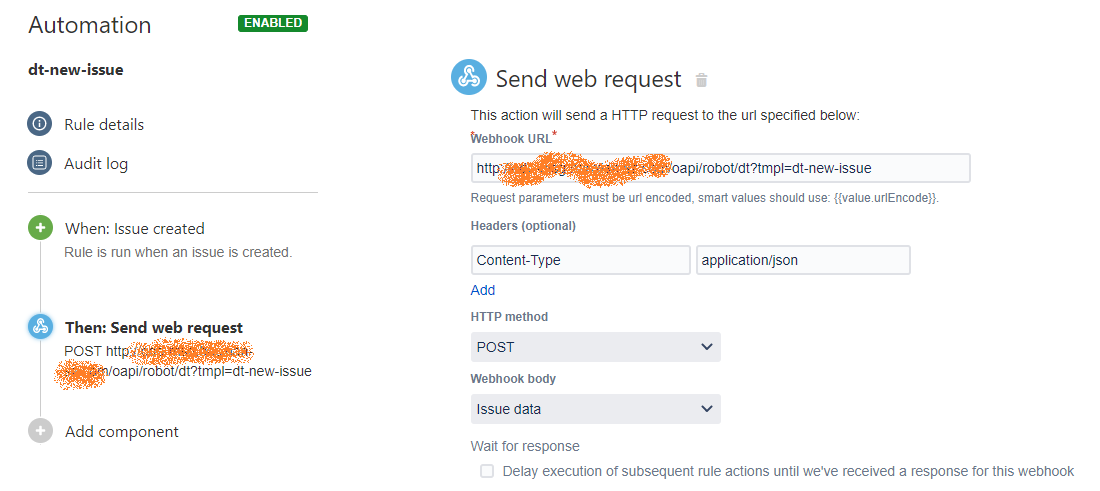 Automation
ENABLED
dt-new-issue
Rule details
Audit log
When: Issue created
Rule is run when an issue is created.
Then: Send web request
POST http:
/oapi/robot/dt?tmpl=dt-new-issue
Add component
Send web request
This action will send a HTTP request to the url specified below:
*
Webhook URL*
http: oapi/robot/dt?tmpl=dt-new-issue
Request parameters must be url encoded, smart values should use: {{value.urlEncode}}.
Headers (optional)
Content-Type application/json
Add
HTTP method
POST
Webhook body
Issue data
Wait for response
Delay execution of subsequent rule actions until we've received a response for this webhook